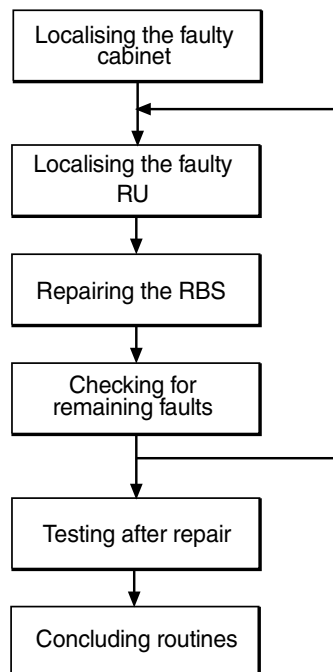 Localising the faulty
cabinet
Localising the faulty
RU
Repairing the RBS
Checking for
remaining faults
Testing after repair
Concluding routines